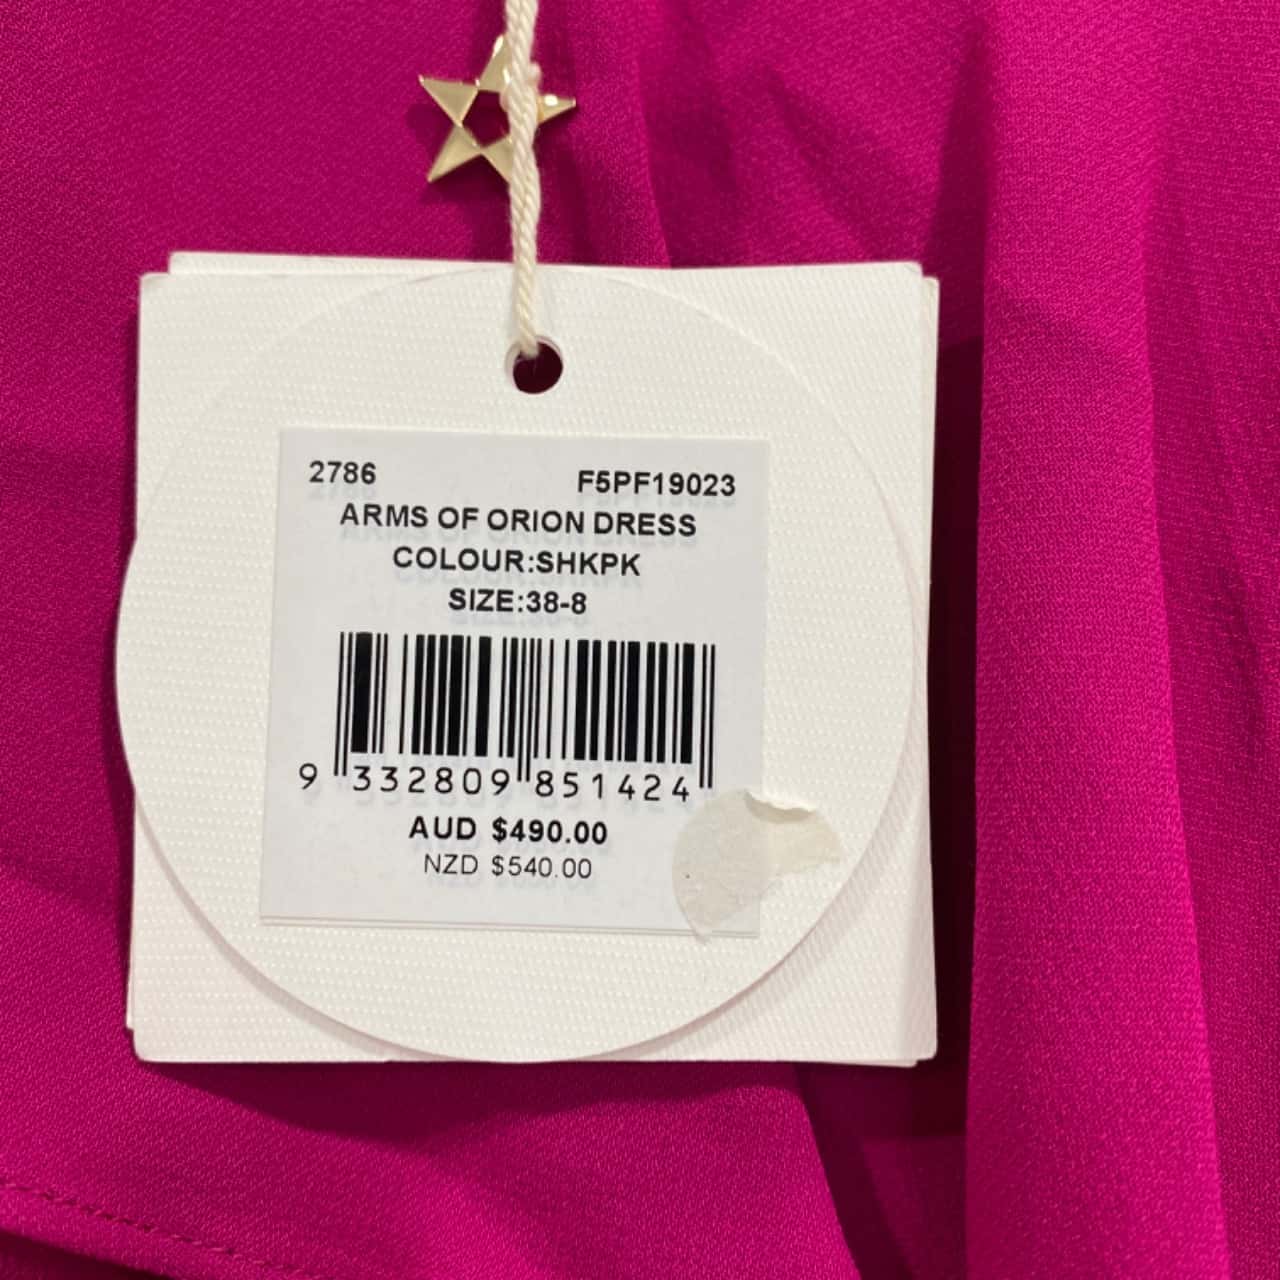 2786 F5PF19023
ARMS OF ORION DRESS
COLOUR:SHKPK
SIZE:38-8
9 332809 851424
AUD $490.00
NZD $540.00